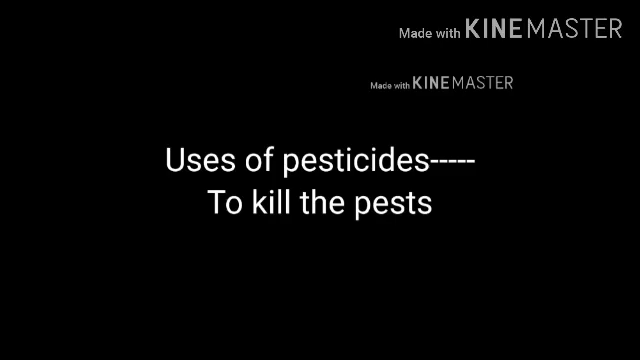 Made with KINEMASTER
Made with KINEMASTER
Uses of pesticides-----
To kill the pests